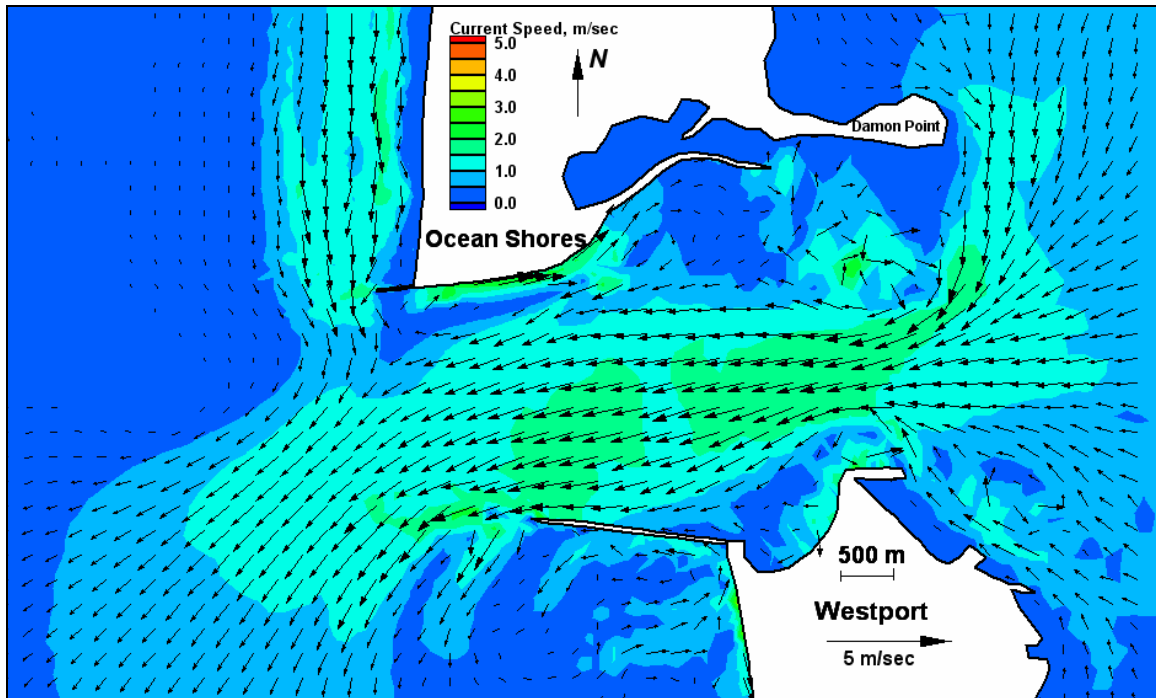 Current Speed, m/sec
5.0
4.0
3.0
2.0
1.0
0.0
N
Damon Point
Ocean Shores
500 m
Westport
5 m/sec